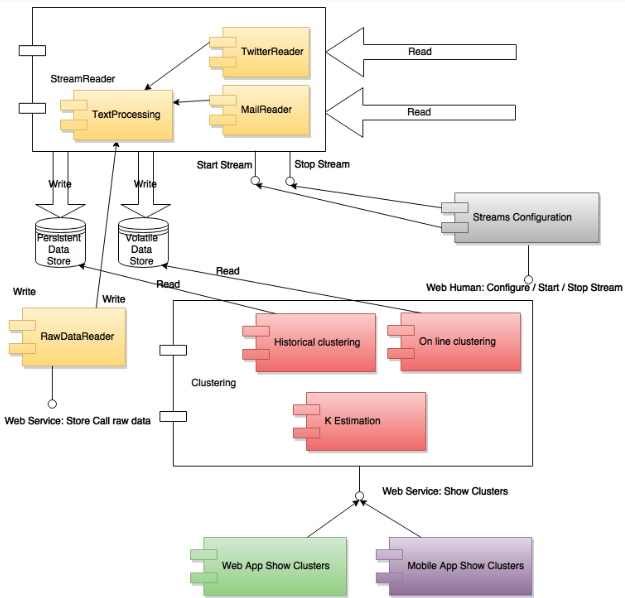 TwitterReader
Read
StreamReader
MailReader
TextProcessing
Read
Start Stream
Stop Stream
Write
Write
Streams Configuration
Persistent
Data
Store
Volatile
Data
Store
Read
Read
Web Human: Configure / Start / Stop Stream
Write
Write
RawDataReader
Historical clustering
On line clustering
Clustering
Web Service: Store Call raw data
K Estimation
Web Service: Show Clusters
Web App Show Clusters
Mobile App Show Clusters